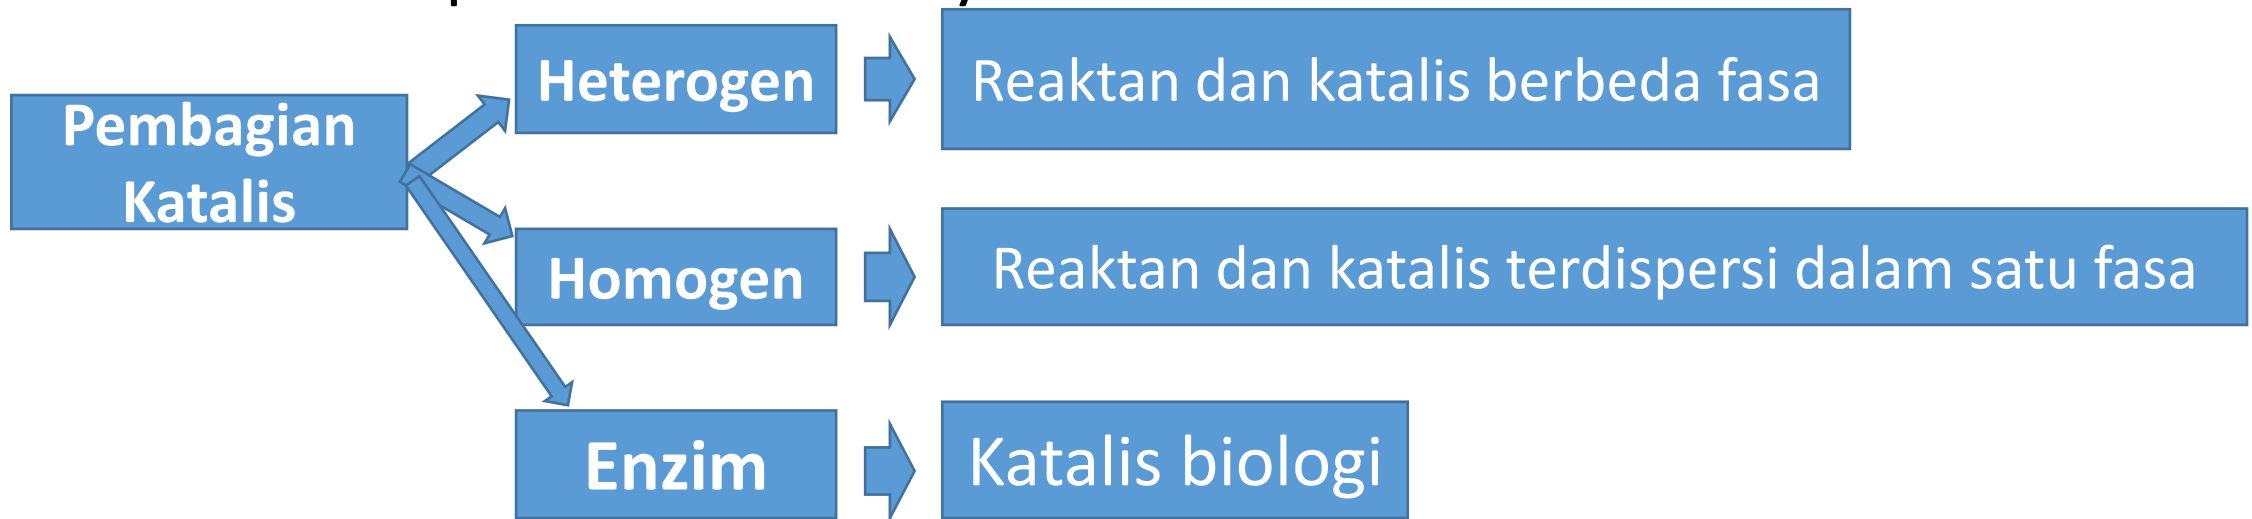 Pembagian
Katalis
Heterogen
Reaktan dan katalis berbeda fasa
Homogen
Reaktan dan katalis terdispersi dalam satu fasa
Enzim
Katalis biologi